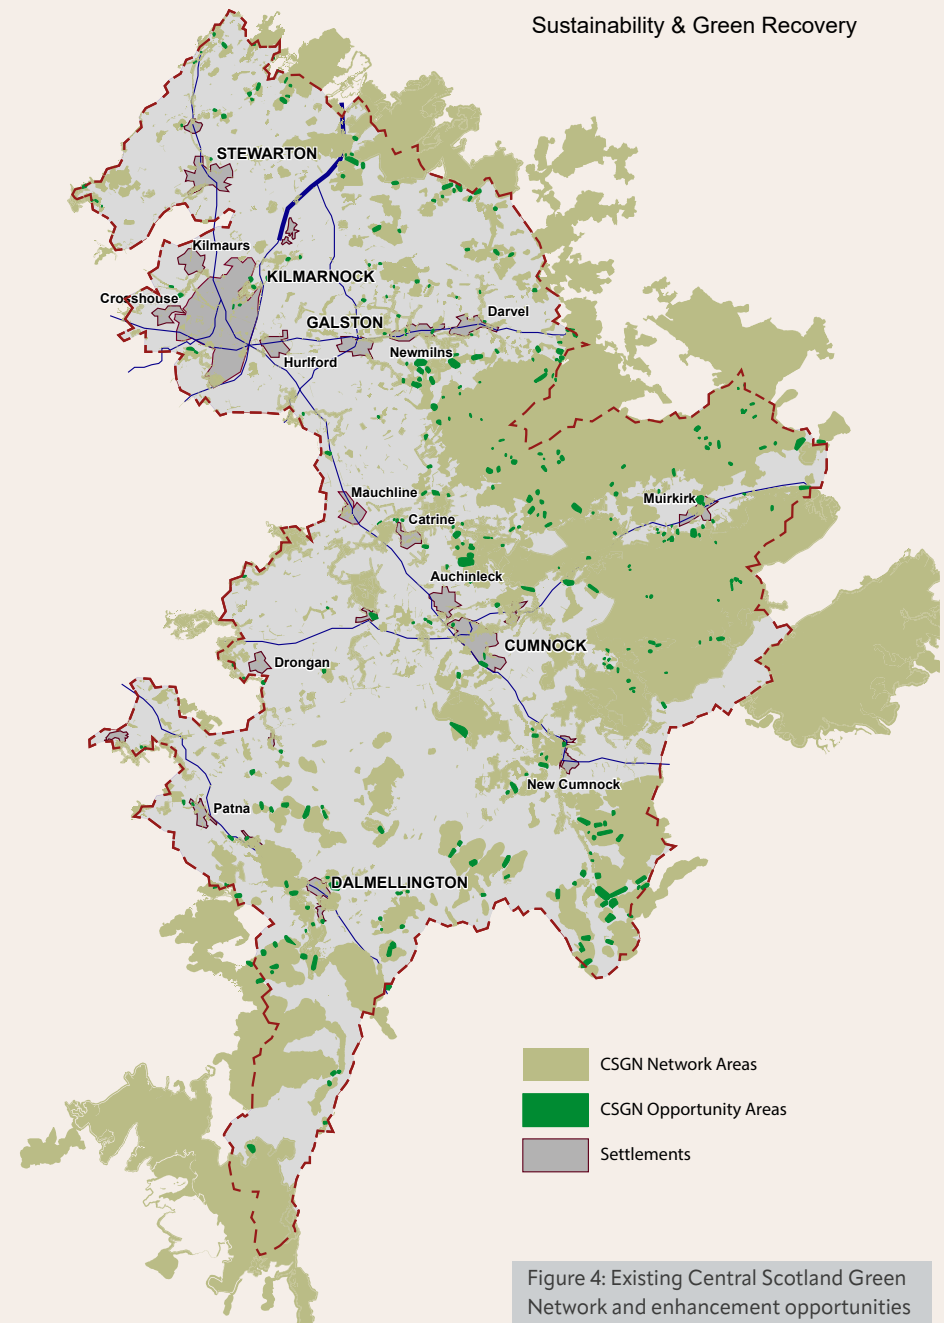 Sustainability & Green Recovery
STEWARTON
Kilmaurs
KILMARNOCK
Crosshouse
GALSTON
Darvel
Hurlford
Newmilns
Mauchline
Muirkirk
Catrine
Auchinleck
CUMNOCK
Drongan
New Cumnock
Patna
DALMELLINGTON
CSGN Network Areas
CSGN Opportunity Areas
Settlements
Figure 4: Existing Central Scotland Green
Network and enhancement opportunities